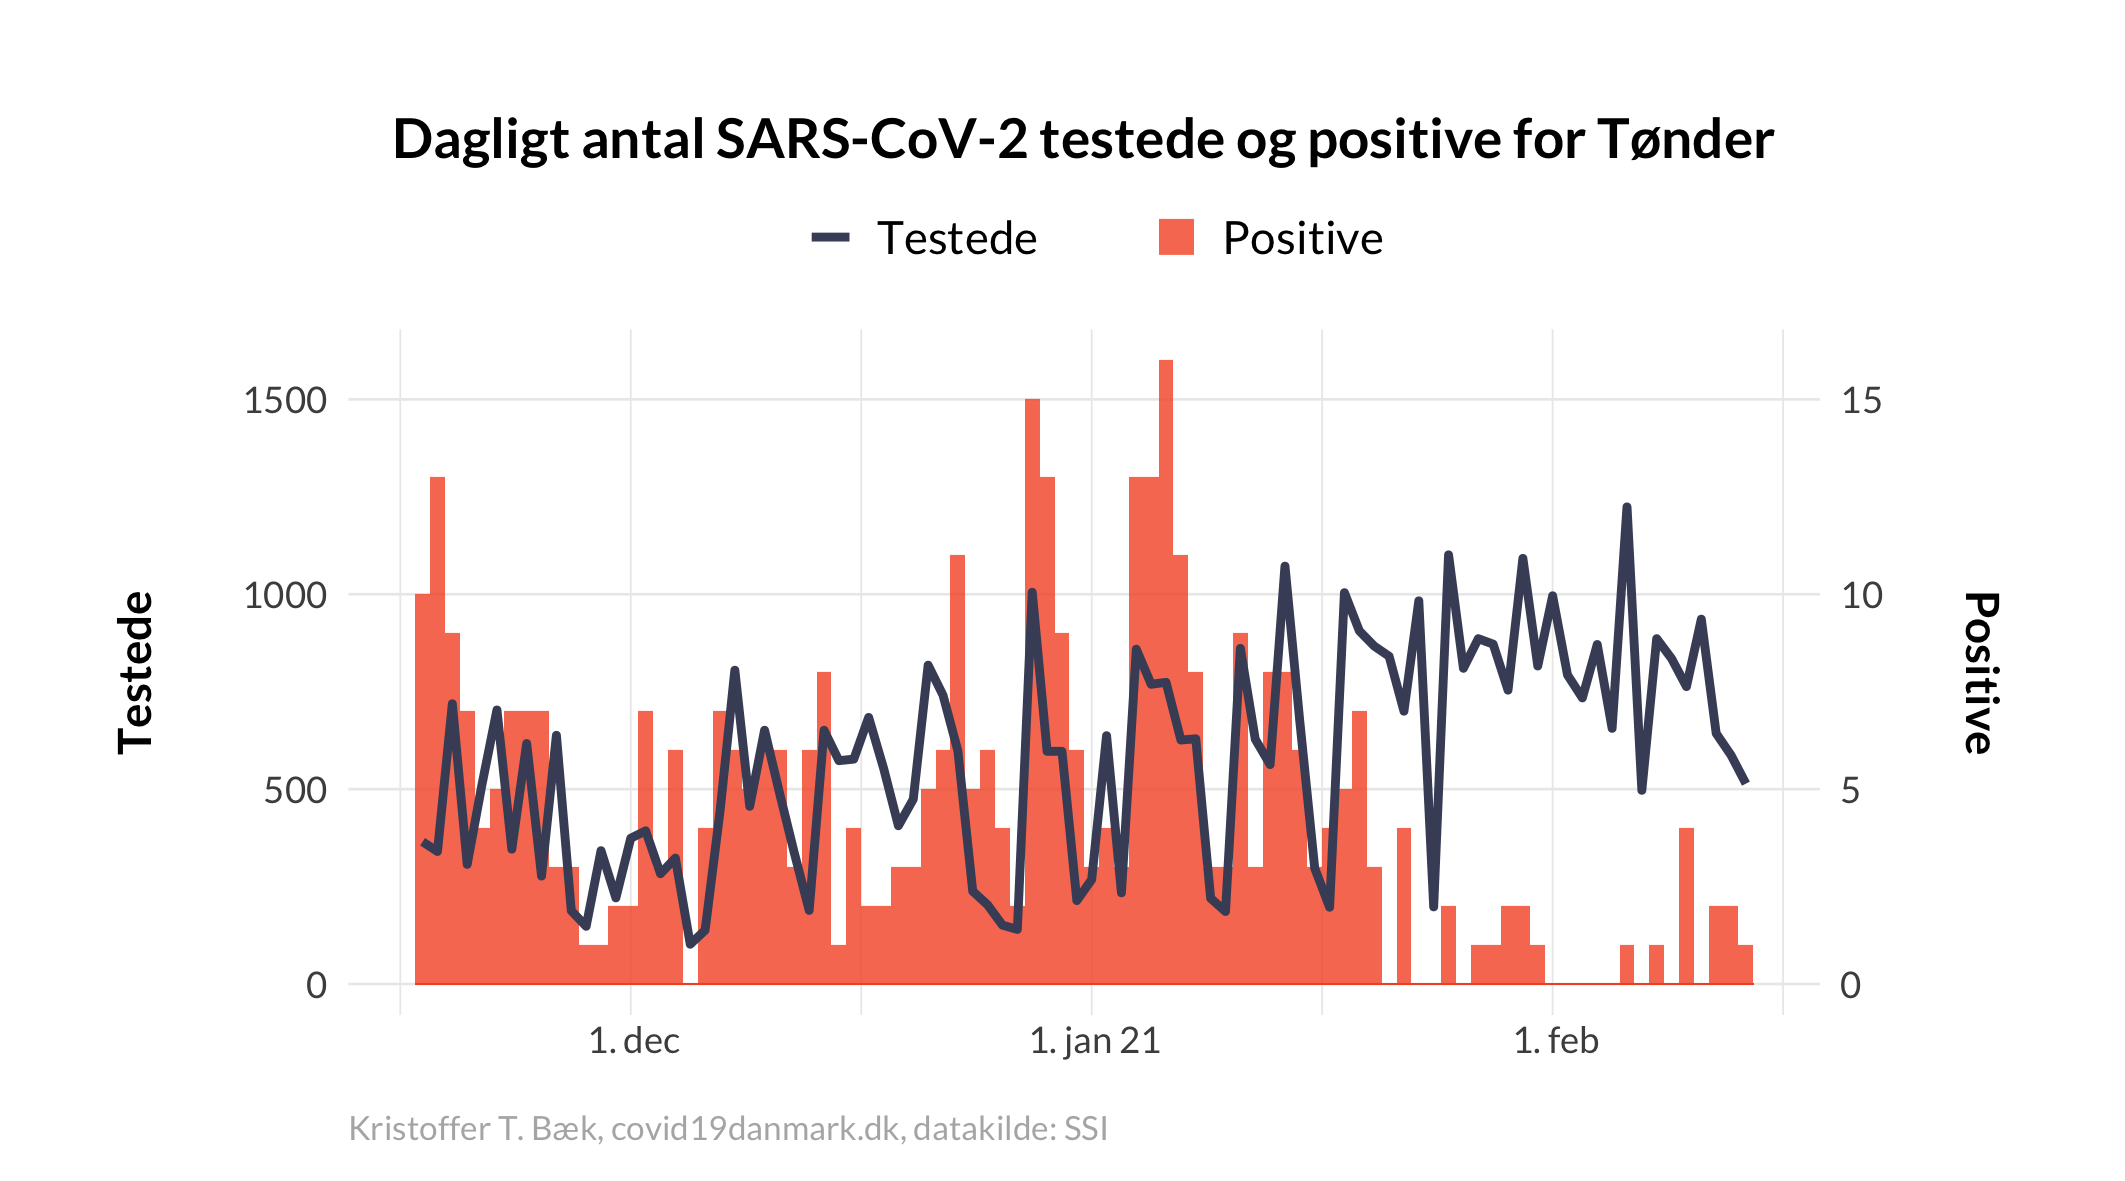 Dagligt antal SARS-CoV-2 testede og positive for Tønder
Testede Positive
1500 15
1000 10
500 5
0 0
Testede
Positive
1. dec 1. jan 21 1. feb
Kristoffer T. Bæk, covid19danmark.dk, datakilde: SSI